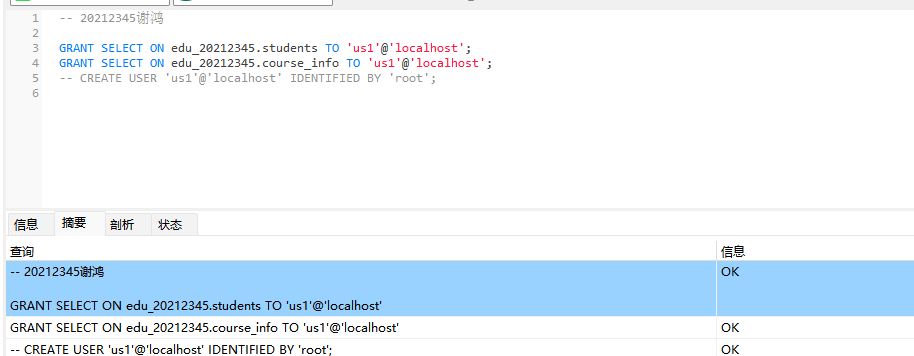 1 -- 20212345谢鸿
2
3 GRANT SELECT ON edu_20212345.students TO 'us1'@'localhost';
4 GRANT SELECT ON edu_20212345.course_info TO 'us1'@'localhost';
5 -- CREATE USER 'us1'@'localhost' IDENTIFIED BY 'root';
6
信息 摘要 剖析 状态
查询 信息
-- 20212345谢鸿 OK
GRANT SELECT ON edu_20212345.students TO 'us1'@'localhost'
GRANT SELECT ON edu_20212345.course_info TO 'us1'@'localhost' OK
-- CREATE USER 'us1'@'localhost' IDENTIFIED BY 'root'; OK